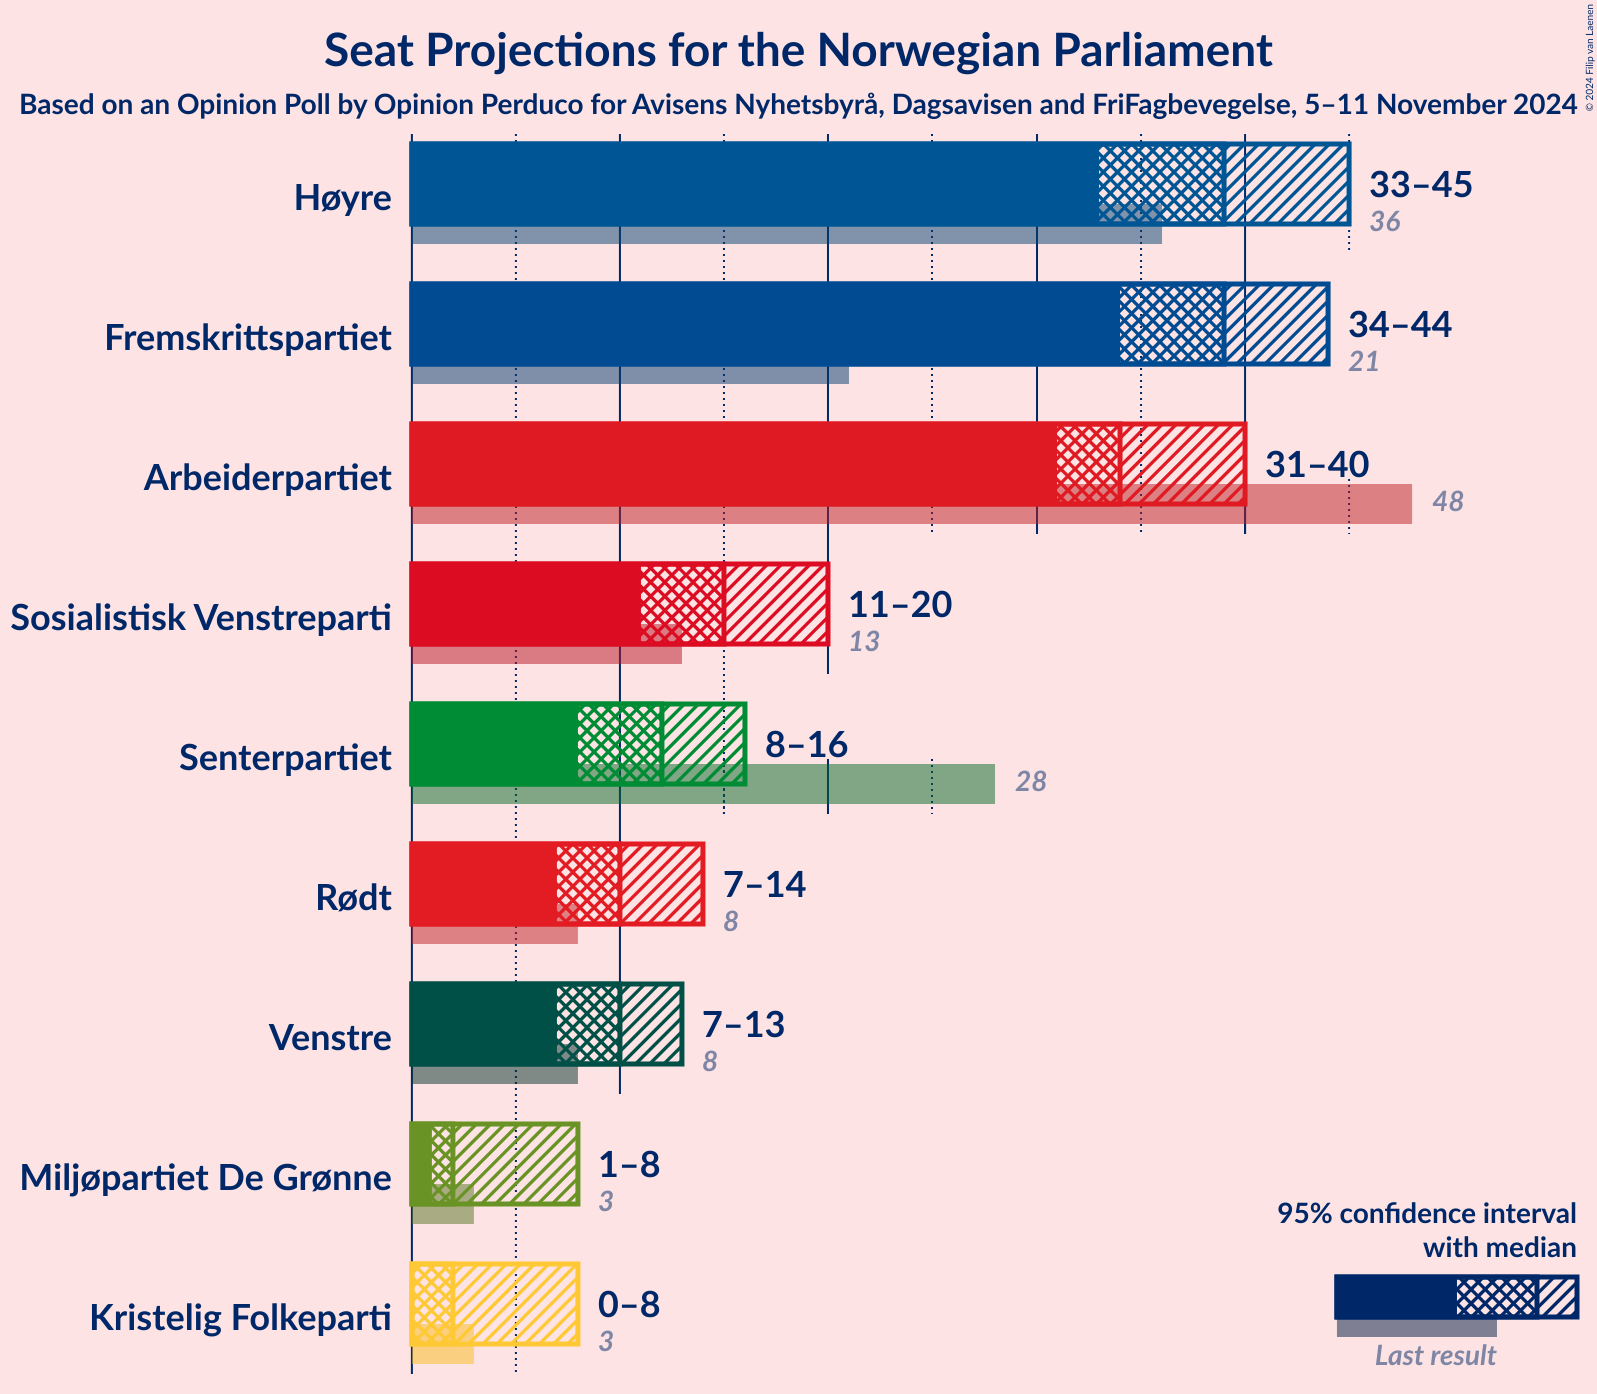 Seat Projections for the Norwegian Parliament
Based on an Opinion Poll by Opinion Perduco for Avisens Nyhetsbyrå, Dagsavisen and FriFagbevegelse, 5–11 November 2024
© 2024 Filip van Laenen
Høyre
33–45
36
Fremskrittspartiet
34–44
21
Arbeiderpartiet
31–40
48
Sosialistisk Venstreparti
11–20
13
Senterpartiet
8–16
28
Rødt
7–14
8
Venstre
7–13
8
Miljøpartiet De Grønne
1–8
3
Kristelig Folkeparti
0–8
3
95% confidence interval
with median
Last result